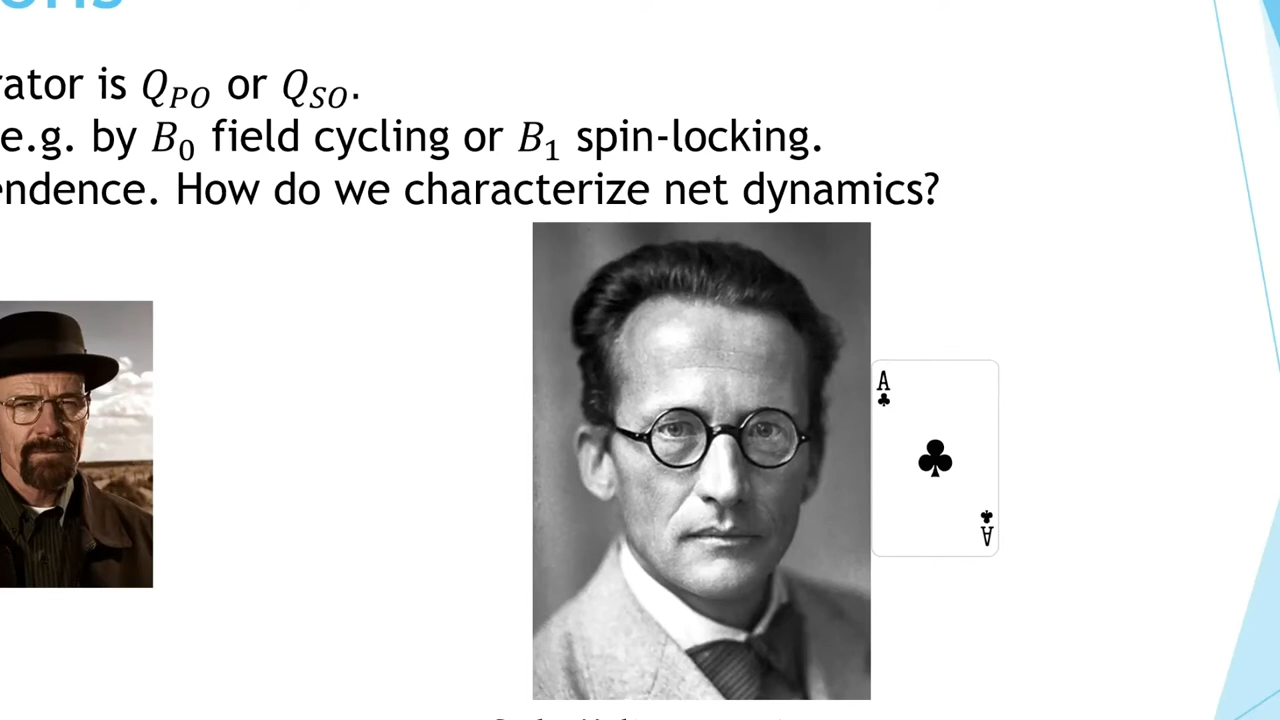 ons
rator is Q_PO or Q_SO.
e.g. by B_0 field cycling or B_1 spin-locking.
endence. How do we characterize net dynamics?
A
A